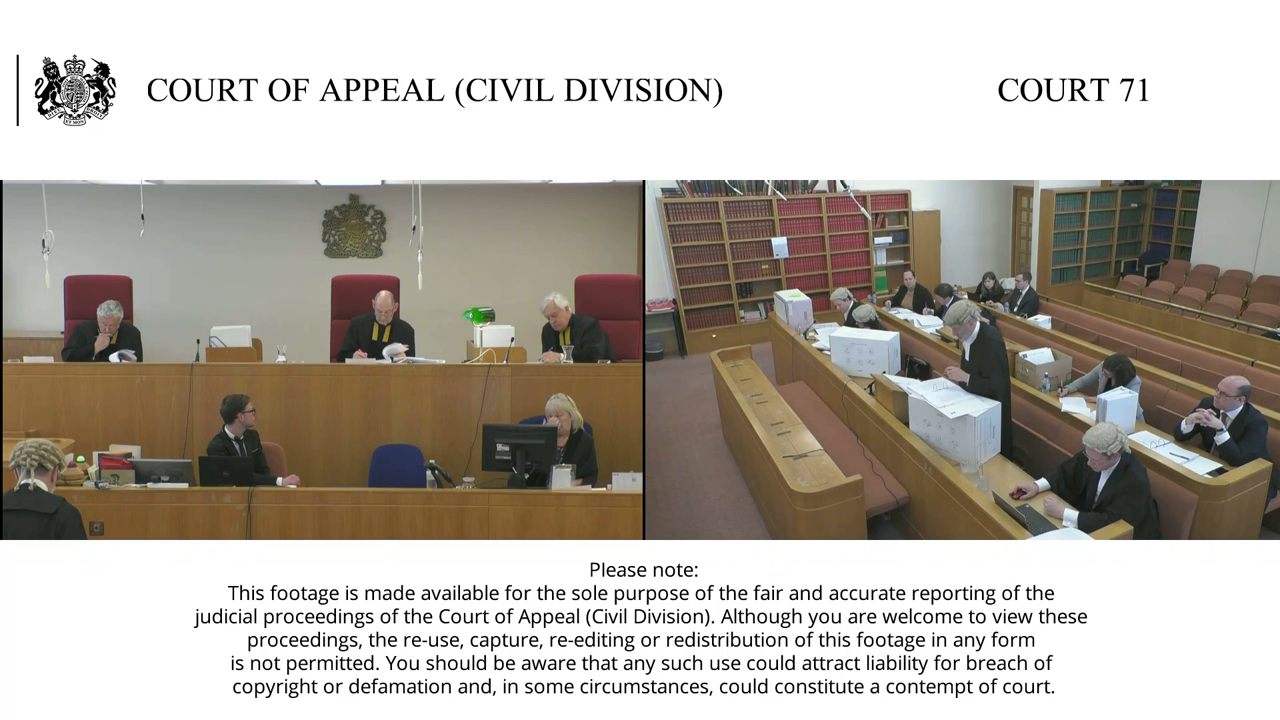 COURT OF APPEAL (CIVIL DIVISION)
COURT 71
Please note:
This footage is made available for the sole purpose of the fair and accurate reporting of the
judicial proceedings of the Court of Appeal (Civil Division). Although you are welcome to view these
proceedings, the re-use, capture, re-editing or redistribution of this footage in any form
is not permitted. You should be aware that any such use could attract liability for breach of
copyright or defamation and, in some circumstances, could constitute a contempt of court.